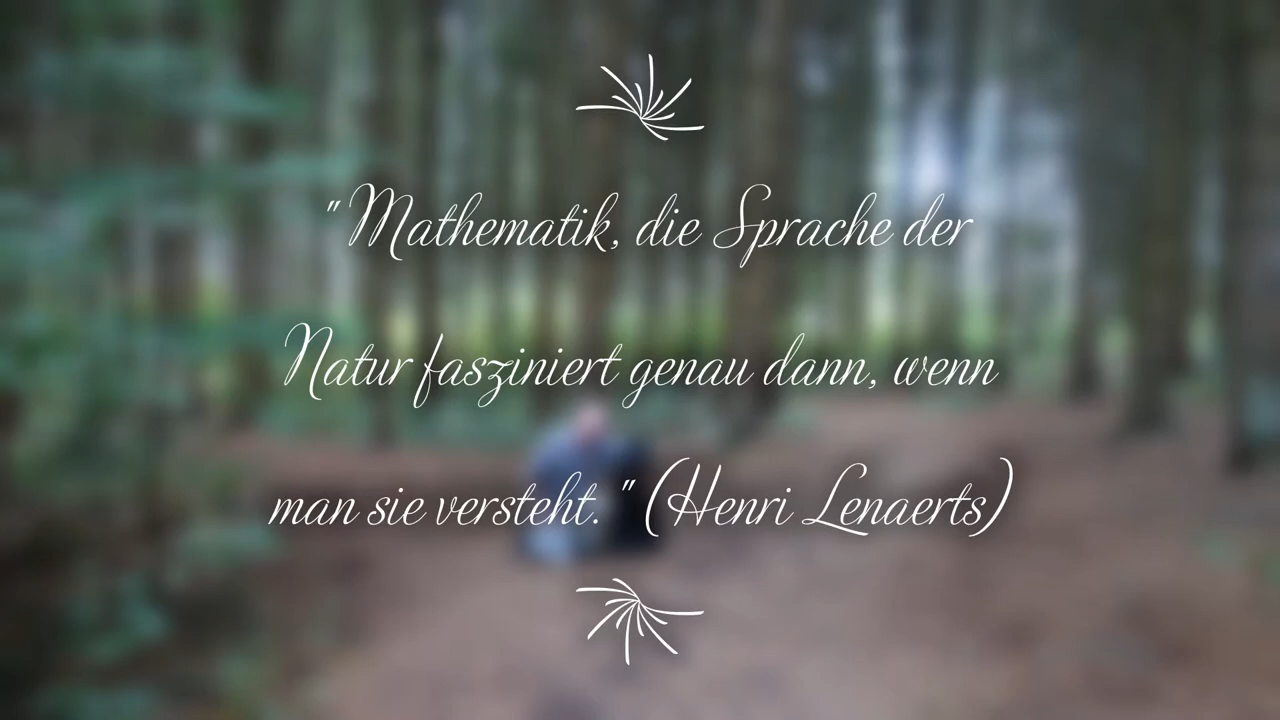 "Mathematik, die Sprache der
Natur fasziniert genau dann, wenn
man sie versteht." (Henri Lenaerts)